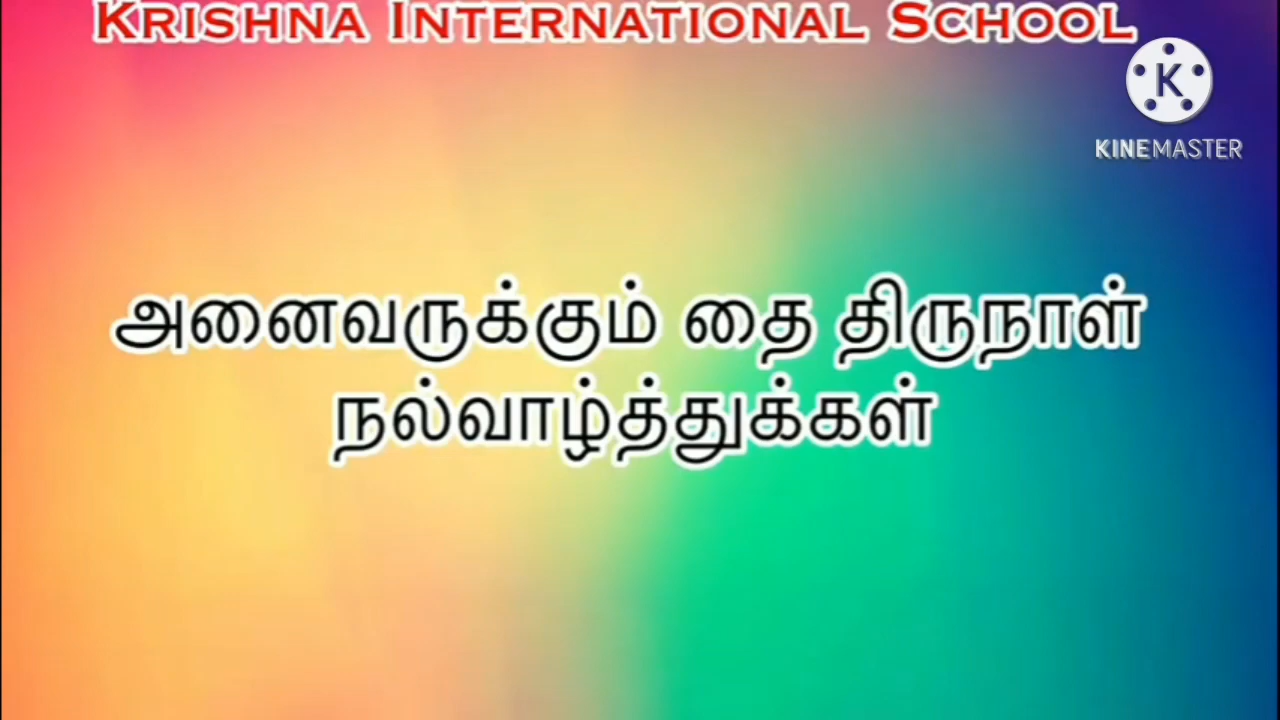 KRISHNA INTERNATIONAL SCHOOL
K
KINEMASTER
அனைவருக்கும் தை திருநாள்
நல்வாழ்த்துக்கள்